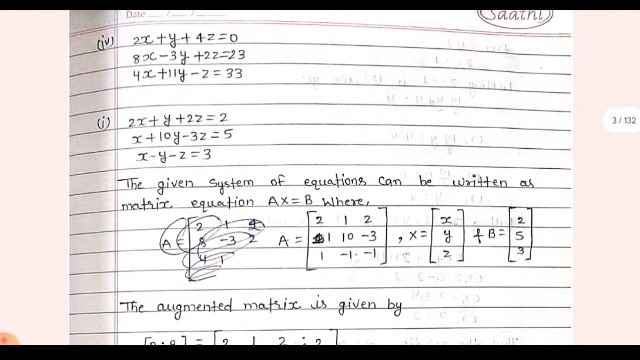 Date / /
Saathi
(iv) 2x+y+4z=0
8x-3y+2z=23
4x+11y-z=33
(i) 2x+y+2z=2
x+10y-3z=5
x-y-z=3
The given system of equations can be written as
matrix equation AX=B Where,
A = [2 1 2
1 10 -3
1 -1 -1], X = [x
y
z] & B = [2
5
3]
The augmented matrix is given by
3 / 132